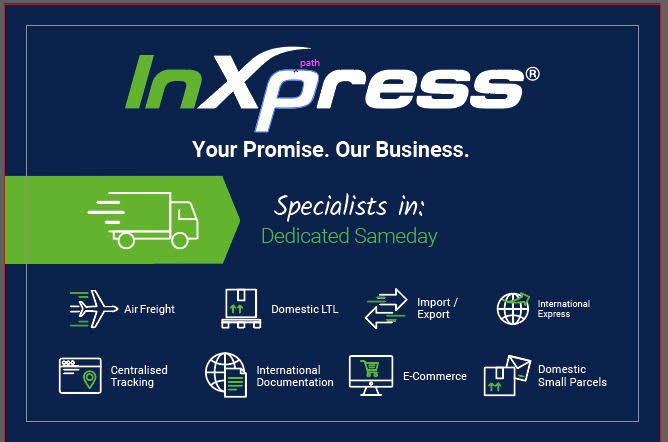 InXpress®
path
Your Promise. Our Business.
Specialists in:
Dedicated Sameday
Air Freight
Domestic LTL
Import /
Export
International
Express
Centralised
Tracking
International
Documentation
E-Commerce
Domestic
Small Parcels